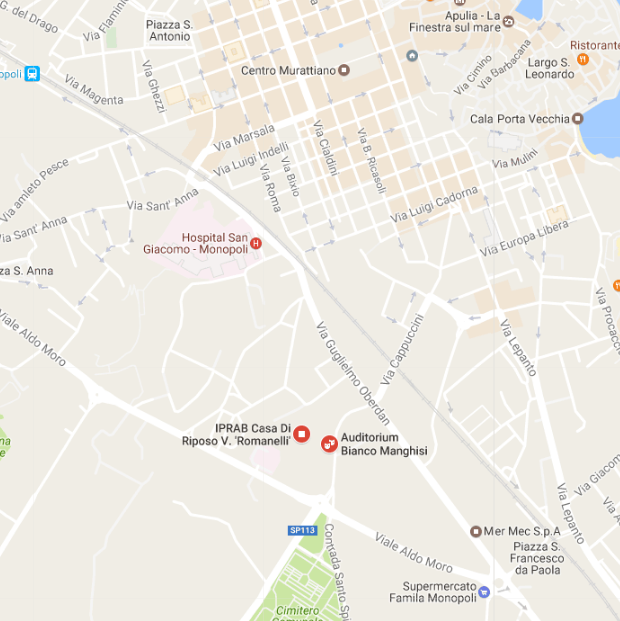 G. del Drago
Via Flaminia
Piazza S.
Antonio
Apulia - La
Finestra sul mare
Ristorante
Largo S.
Leonardo
Centro Murattiano
Via Cimino
Via Barbacana
opoli
Via Magenta
Via Ghezzi
Cala Porta Vecchia
Via Marsala
Via Cialdini
Via B. Ricasoli
Via Luigi Indelli
Via Bixio
Via Roma
Via Mulini
Via amleto Pesce
Via Sant' Anna
Via Luigi Cadorna
Via Sant' Anna
Hospital San
Giacomo - Monopoli
H
Via Europa Libera
za S. Anna
Via Procacci
Viale Aldo Moro
Via Guglielmo Oberdan
Via Cappuccini
Via Lepanto
IPRAB Casa Di
Riposo V. 'Romanelli'
Auditorium
Bianco Manghisi
Via Giacomo
na
e
Via Lepanto
SP113
Mer Mec S.p.A
Viale Aldo Moro
Piazza S.
Francesco
da Paola
Contrada Santo Spi
Supermercato
Famila Monopoli
Cimitero
Comunale